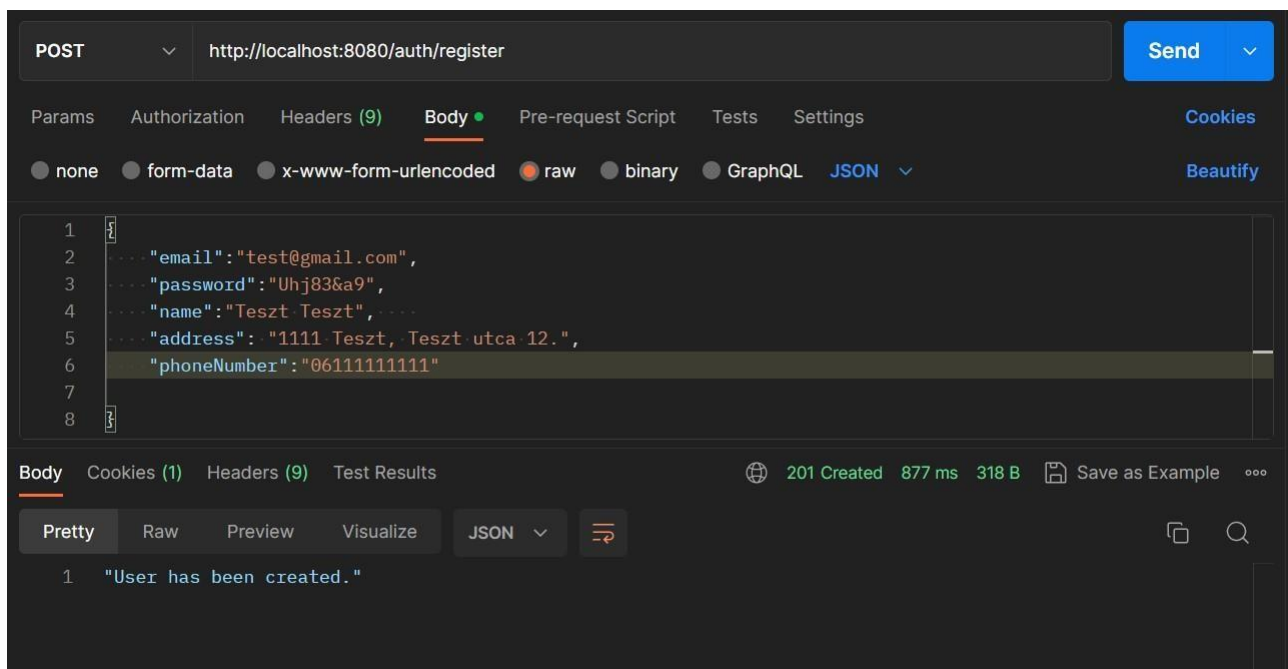 POST http://localhost:8080/auth/register Send
Params Authorization Headers (9) Body Pre-request Script Tests Settings Cookies
none form-data x-www-form-urlencoded raw binary GraphQL JSON Beautify
1 {
2 "email":"test@gmail.com",
3 "password":"Uhj83&a9",
4 "name":"Teszt Teszt",
5 "address": "1111 Teszt, Teszt utca 12.",
6 "phoneNumber":"06111111111"
7
8 }
Body Cookies (1) Headers (9) Test Results 201 Created 877 ms 318 B Save as Example
Pretty Raw Preview Visualize JSON
1 "User has been created."